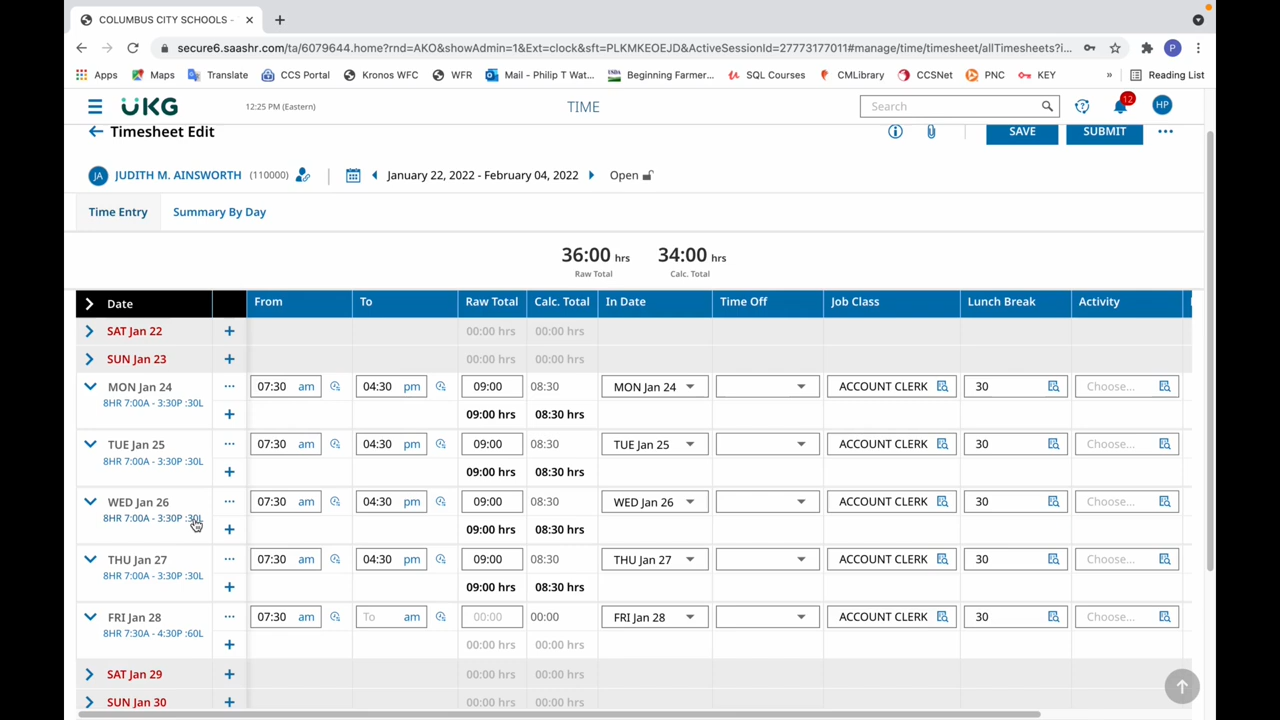 COLUMBUS CITY SCHOOLS -
secure6.saashr.com/ta/6079644.home?rnd=AKO&showAdmin=1&Ext=clock&sft=PLKMKEOEJD&ActiveSessionId=27773177011#manage/time/timesheet/allTimesheets?i...
P
Apps Maps Translate CCS Portal Kronos WFC WFR Mail - Philip T Wat... Beginning Farmer... SQL Courses CMLibrary CCSNet PNC KEY » Reading List
UKG 12:25 PM (Eastern) TIME Search 12 HP
Timesheet Edit SAVE SUBMIT
JA JUDITH M. AINSWORTH (110000) January 22, 2022 - February 04, 2022 Open
Time Entry Summary By Day
36:00 hrs 34:00 hrs
Raw Total Calc. Total
Date From To Raw Total Calc. Total In Date Time Off Job Class Lunch Break Activity
SAT Jan 22 + 00:00 hrs 00:00 hrs
SUN Jan 23 + 00:00 hrs 00:00 hrs
MON Jan 24 ... 07:30 am 04:30 pm 09:00 08:30 MON Jan 24 ACCOUNT CLERK 30 Choose...
8HR 7:00A - 3:30P :30L
+ 09:00 hrs 08:30 hrs
TUE Jan 25 ... 07:30 am 04:30 pm 09:00 08:30 TUE Jan 25 ACCOUNT CLERK 30 Choose...
8HR 7:00A - 3:30P :30L
+ 09:00 hrs 08:30 hrs
WED Jan 26 ... 07:30 am 04:30 pm 09:00 08:30 WED Jan 26 ACCOUNT CLERK 30 Choose...
8HR 7:00A - 3:30P :30L
+ 09:00 hrs 08:30 hrs
THU Jan 27 ... 07:30 am 04:30 pm 09:00 08:30 THU Jan 27 ACCOUNT CLERK 30 Choose...
8HR 7:00A - 3:30P :30L
+ 09:00 hrs 08:30 hrs
FRI Jan 28 ... 07:30 am To am 00:00 00:00 FRI Jan 28 ACCOUNT CLERK 30 Choose...
8HR 7:30A - 4:30P :60L
+ 00:00 hrs 00:00 hrs
SAT Jan 29 + 00:00 hrs 00:00 hrs
SUN Jan 30 + 00:00 hrs 00:00 hrs